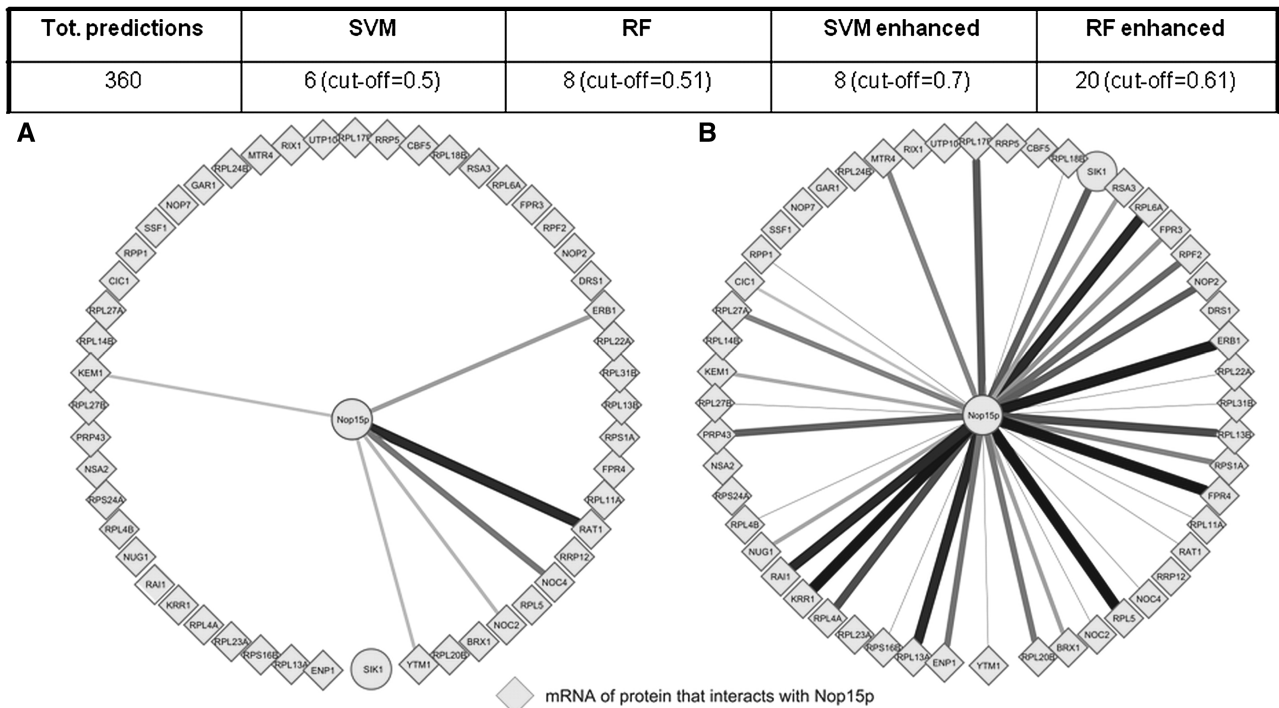 Tot. predictions SVM RF SVM enhanced RF enhanced
360 6 (cut-off=0.5) 8 (cut-off=0.51) 8 (cut-off=0.7) 20 (cut-off=0.61)
A
RPP1
SSF1
NOP7
GAR1
RPL24B
MTR4
RIX1
UTP10
RRP5
CBF5
RPL18B
RSA3
RPL6A
FPR3
RPF2
NOP2
DRS1
ERB1
RPL22A
RPL31B
RPL13B
RPS1A
FPR4
RPL11A
RAT1
RRP12
NOC4
RPL5
NOC2
BRX1
RPL20B
YTM1
SIK1
ENP1
RPL13A
RPS16B
RPL23A
RPL4A
KRR1
RAI1
NUG1
RPL4B
RPS24A
NSA2
PRP43
RPL27B
KEM1
RPL14B
RPL27A
CIC1
Nop15p
B
RPP1
SSF1
NOP7
GAR1
RPL24B
MTR4
RIX1
UTP10
RRP5
CBF5
RPL18B
SIK1
RSA3
RPL6A
FPR3
RPF2
NOP2
DRS1
ERB1
RPL22A
RPL31B
RPL13B
RPS1A
FPR4
RPL11A
RAT1
RRP12
NOC4
RPL5
NOC2
BRX1
RPL20B
YTM1
ENP1
RPL13A
RPS16B
RPL23A
RPL4A
KRR1
RAI1
NUG1
RPL4B
RPS24A
NSA2
PRP43
RPL27B
KEM1
RPL14B
RPL27A
CIC1
Nop15p
mRNA of protein that interacts with Nop15p